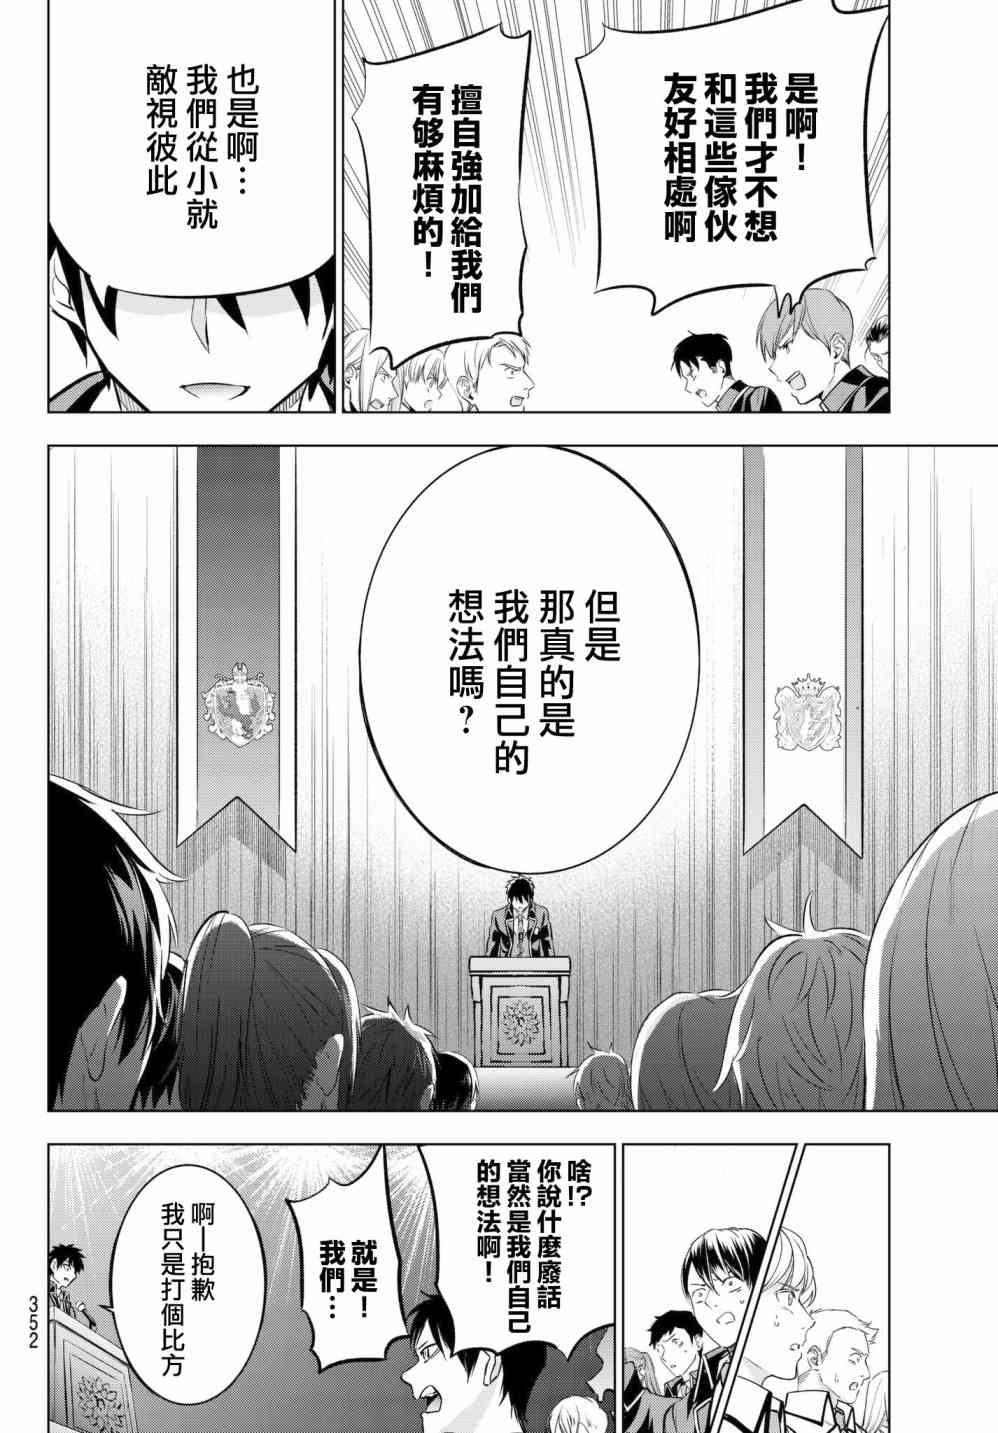 是啊！
我們才不想
和這些傢伙
友好相處啊
擅自強加給我們
有够麻煩的！
也是啊…
我們從小就
敵視彼此
但是
那真的是
我們自己的
想法嗎？
啥!?
你說什麼廢話
當然是我們自己
的想法啊！
就是！
我們…
啊—抱歉
我只是打個比方
352